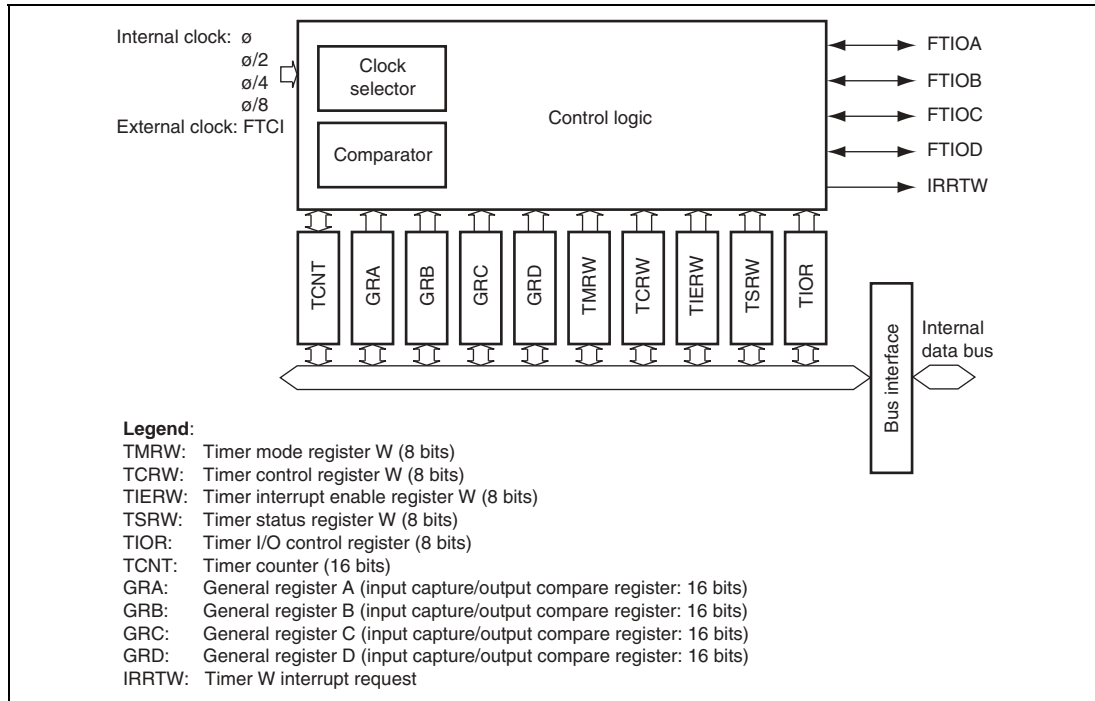 Internal clock: ø
ø/2
ø/4
ø/8
External clock: FTCI
Clock
selector
Comparator
Control logic
FTIOA
FTIOB
FTIOC
FTIOD
IRRTW
TCNT
GRA
GRB
GRC
GRD
TMRW
TCRW
TIERW
TSRW
TIOR
Bus interface
Internal
data bus
Legend:
TMRW: Timer mode register W (8 bits)
TCRW: Timer control register W (8 bits)
TIERW: Timer interrupt enable register W (8 bits)
TSRW: Timer status register W (8 bits)
TIOR: Timer I/O control register (8 bits)
TCNT: Timer counter (16 bits)
GRA: General register A (input capture/output compare register: 16 bits)
GRB: General register B (input capture/output compare register: 16 bits)
GRC: General register C (input capture/output compare register: 16 bits)
GRD: General register D (input capture/output compare register: 16 bits)
IRRTW: Timer W interrupt request